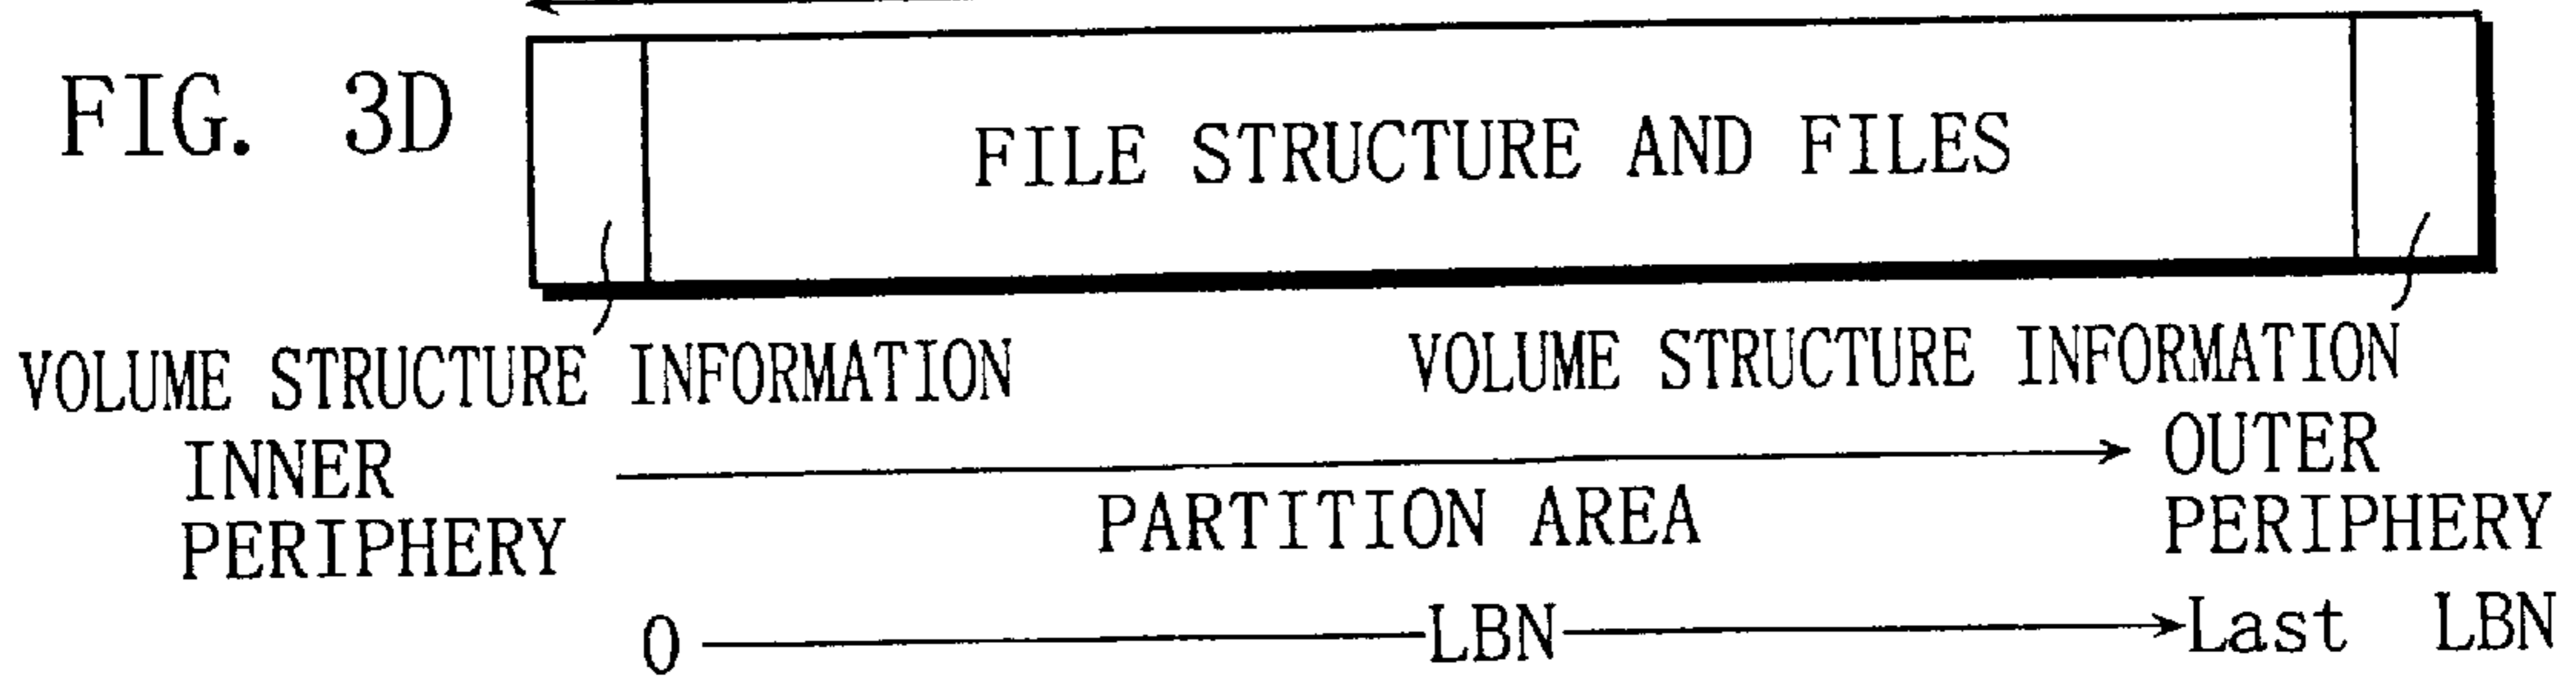 FIG. 3D
FILE STRUCTURE AND FILES
VOLUME STRUCTURE INFORMATION
VOLUME STRUCTURE INFORMATION
INNER PERIPHERY
OUTER PERIPHERY
PARTITION AREA
0 LBN Last LBN